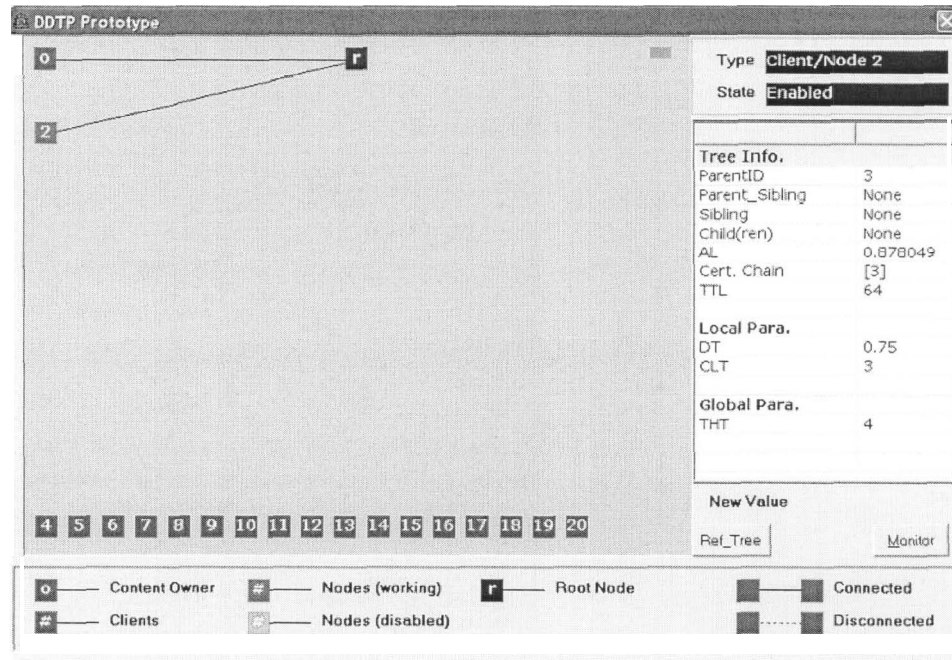 DDTP Prototype
o r
Type Client/Node 2
State Enabled
2
Tree Info.
ParentID 3
Parent_Sibling None
Sibling None
Child(ren) None
AL 0.878049
Cert. Chain [3]
TTL 64
Local Para.
DT 0.75
CLT 3
Global Para.
THT 4
New Value
4 5 6 7 8 9 10 11 12 13 14 15 16 17 18 19 20
Ref_Tree Monitor
o Content Owner # Nodes (working) r Root Node Connected
# Clients # Nodes (disabled) Disconnected